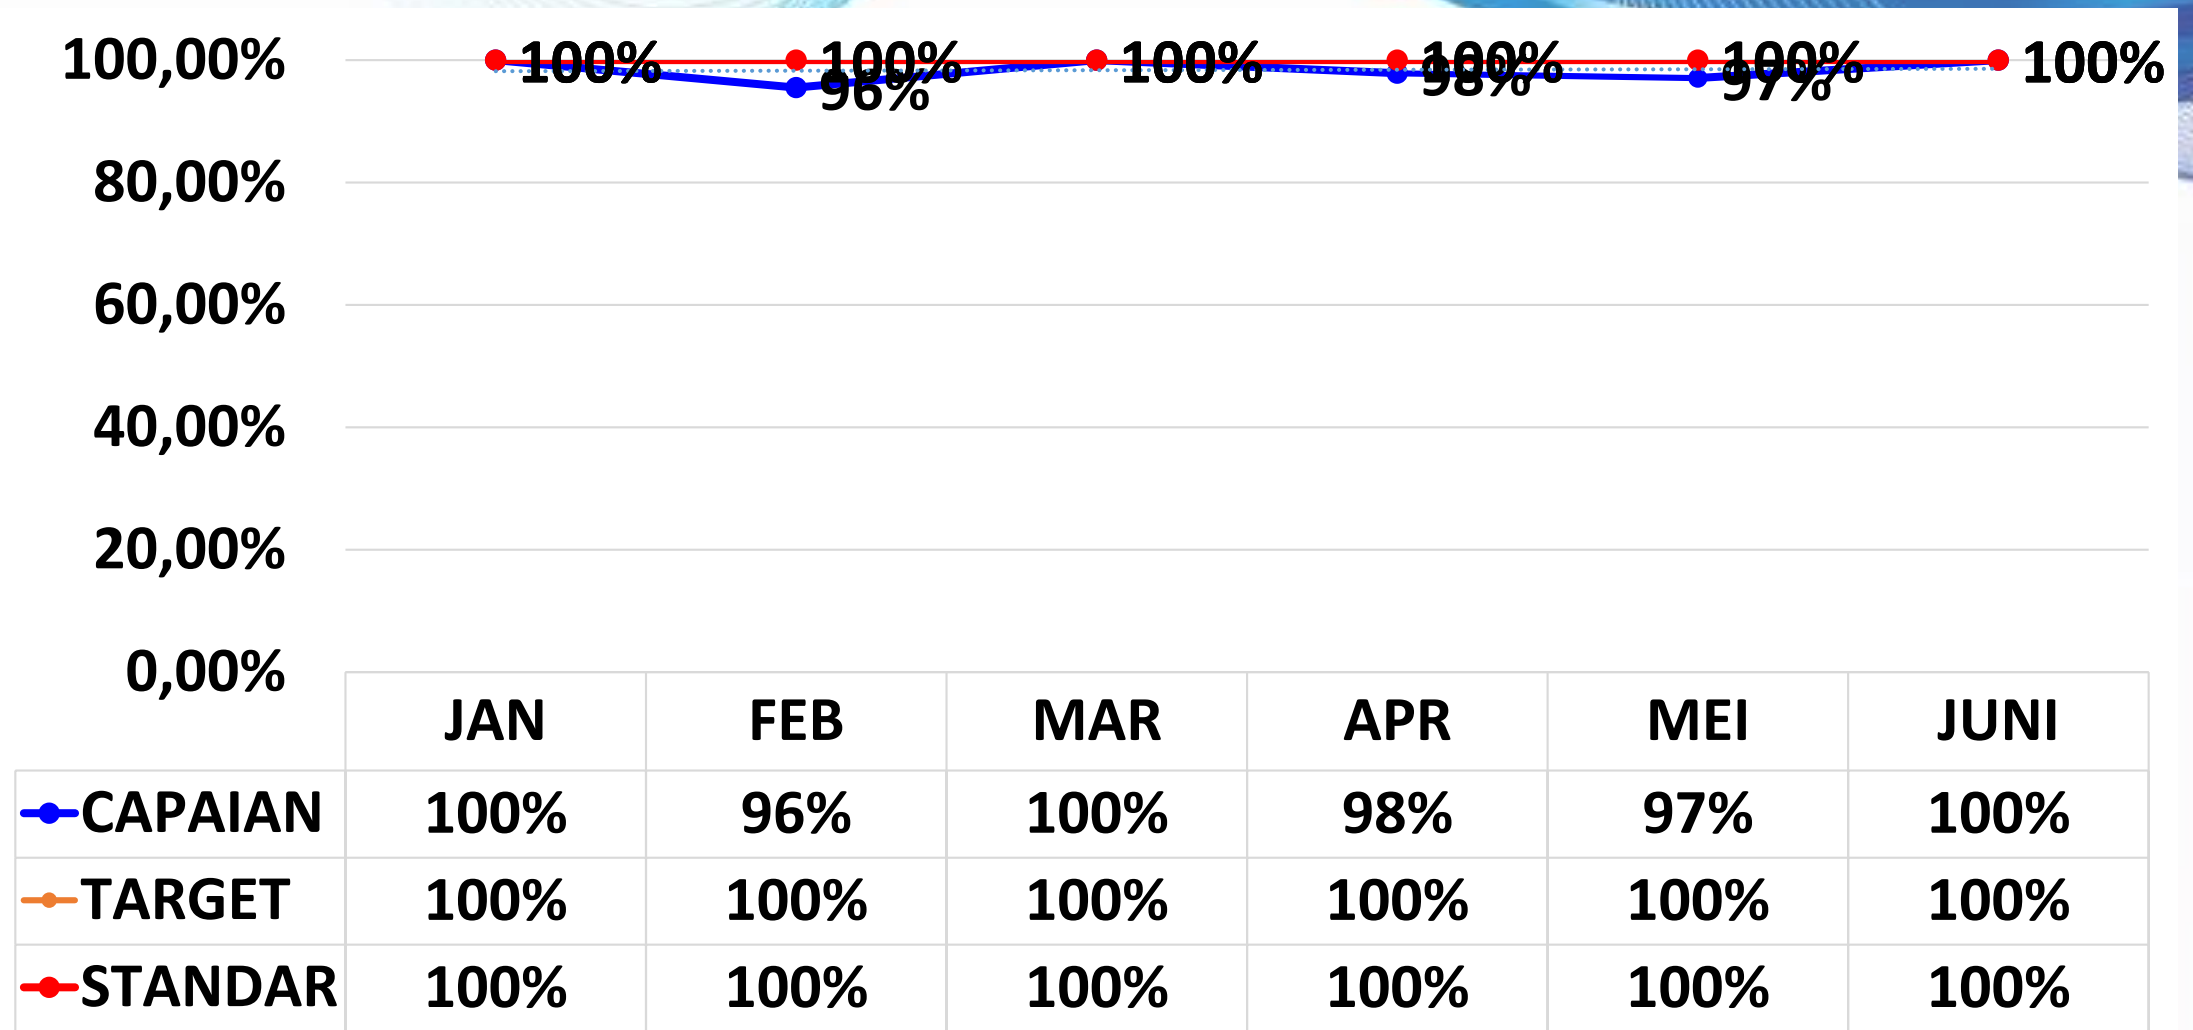 100,00%
100% 100% 100% 100% 100% 100%
96% 98% 97%
80,00%
60,00%
40,00%
20,00%
0,00%
JAN FEB MAR APR MEI JUNI
CAPAIAN 100% 96% 100% 98% 97% 100%
TARGET 100% 100% 100% 100% 100% 100%
STANDAR 100% 100% 100% 100% 100% 100%